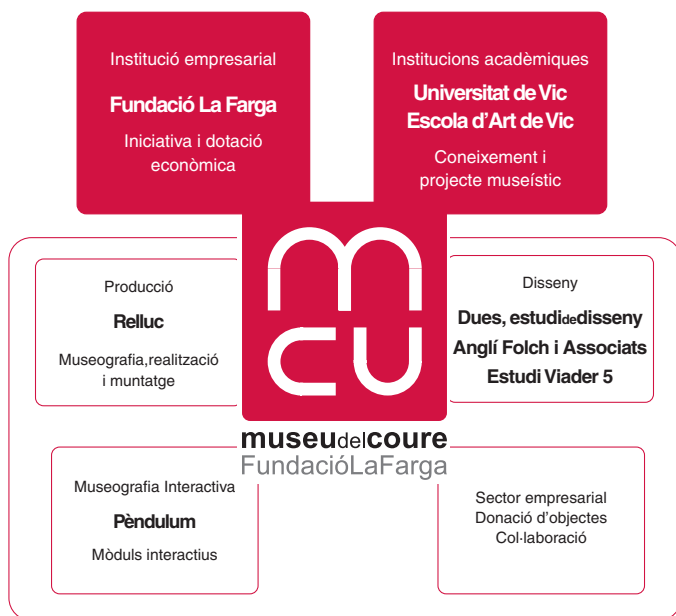 Institució empresarial
Fundació La Farga
Iniciativa i dotació
econòmica
Institucions acadèmiques
Universitat de Vic
Escola d'Art de Vic
Coneixement i
projecte museístic
mcu
museudelcoure
FundacióLaFarga
Producció
Relluc
Museografia,realització
i muntatge
Disseny
Dues, estudidedisseny
Anglí Folch i Associats
Estudi Viader 5
Museografia Interactiva
Pèndulum
Mòduls interactius
Sector empresarial
Donació d'objectes
Col·laboració